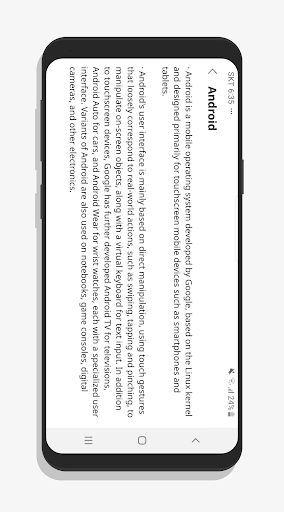 SKT 6:35 ...
24%
Android
· Android is a mobile operating system developed by Google, based on the Linux kernel
and designed primarily for touchscreen mobile devices such as smartphones and
tablets.
· Android's user interface is mainly based on direct manipulation, using touch gestures
that loosely correspond to real-world actions, such as swiping, tapping and pinching, to
manipulate on-screen objects, along with a virtual keyboard for text input. In addition
to touchscreen devices, Google has further developed Android TV for televisions,
Android Auto for cars, and Android Wear for wrist watches, each with a specialized user
interface. Variants of Android are also used on notebooks, game consoles, digital
cameras, and other electronics.